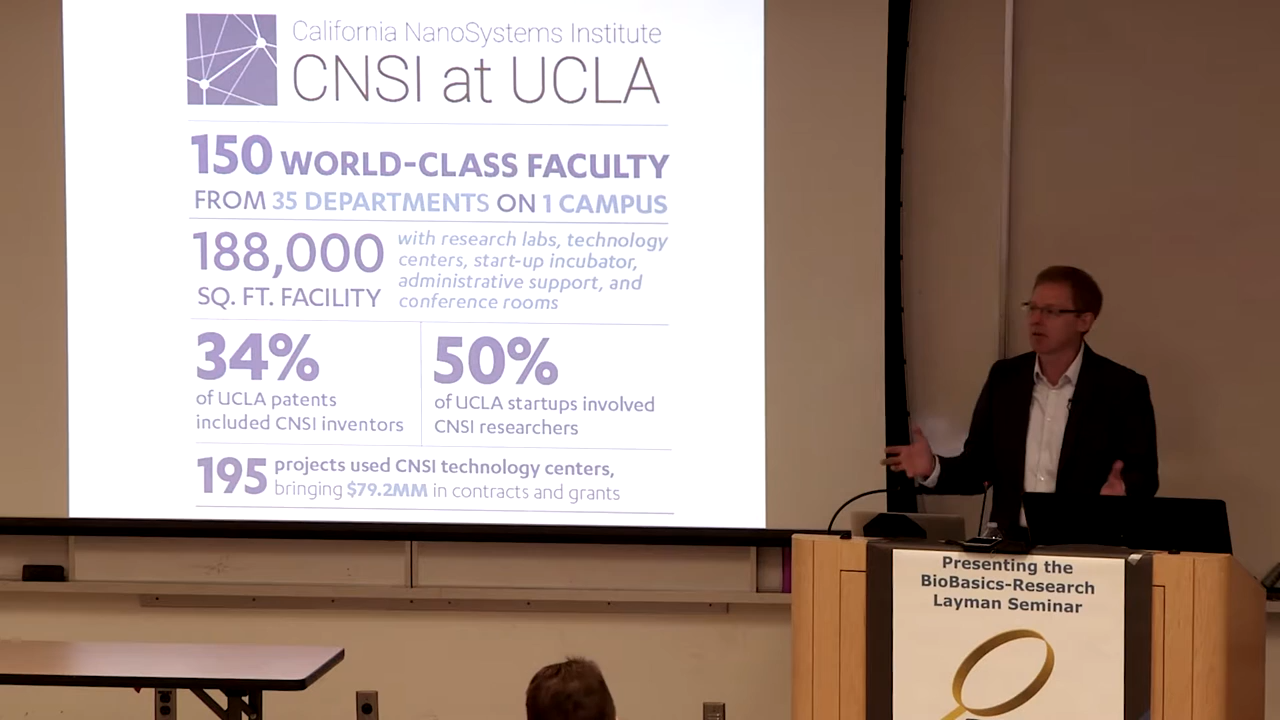 California NanoSystems Institute
CNSI at UCLA
150 WORLD-CLASS FACULTY
FROM 35 DEPARTMENTS ON 1 CAMPUS
188,000
SQ. FT. FACILITY
with research labs, technology
centers, start-up incubator,
administrative support, and
conference rooms
34%
of UCLA patents
included CNSI inventors
50%
of UCLA startups involved
CNSI researchers
195 projects used CNSI technology centers,
bringing $79.2MM in contracts and grants
Presenting the
BioBasics-Research
Layman Seminar